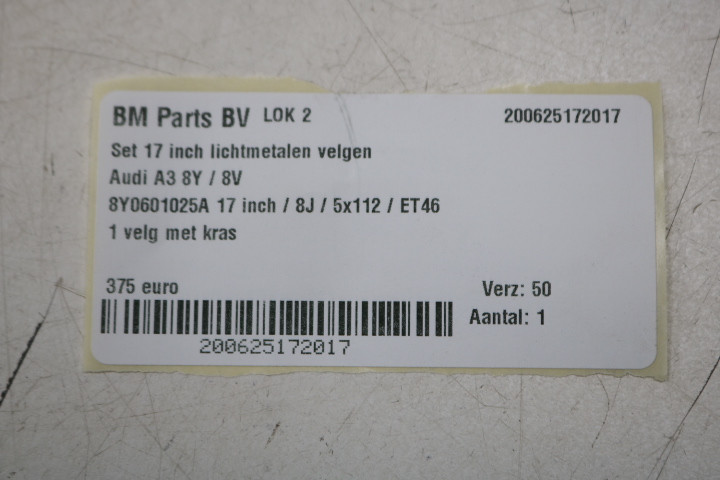 BM Parts BV LOK 2 200625172017
Set 17 inch lichtmetalen velgen
Audi A3 8Y / 8V
8Y0601025A 17 inch / 8J / 5x112 / ET46
1 velg met kras
375 euro Verz: 50
Aantal: 1
200625172017